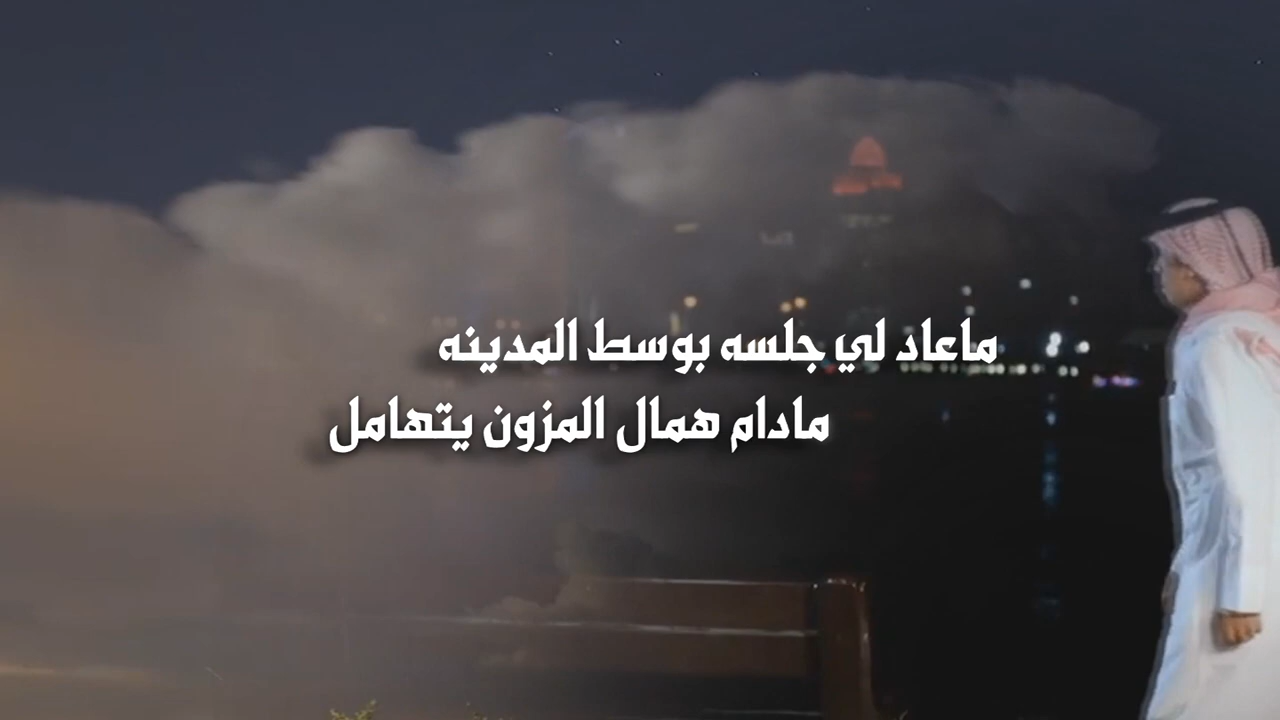 ماعاد لي جلسه بوسط المدينه
مادام همال المزون يتهامل